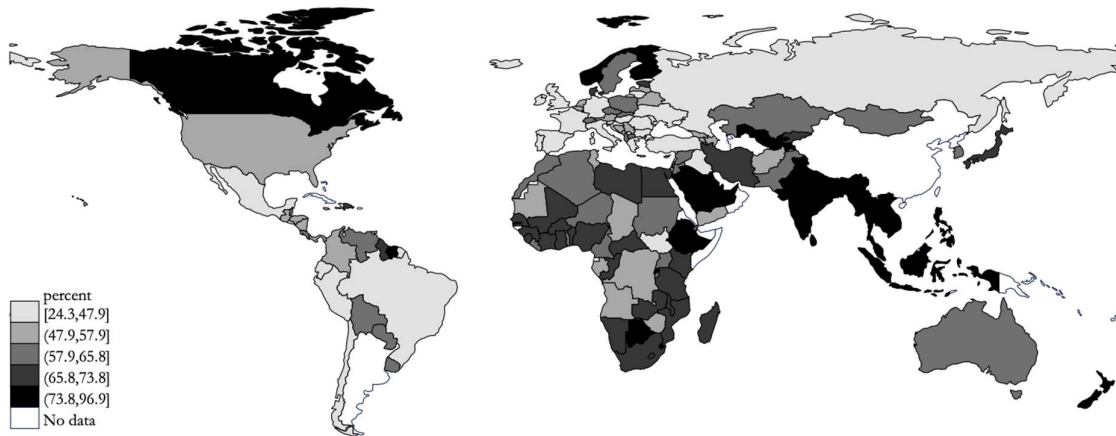 percent
[24.3,47.9]
(47.9,57.9]
(57.9,65.8]
(65.8,73.8]
(73.8,96.9]
No data